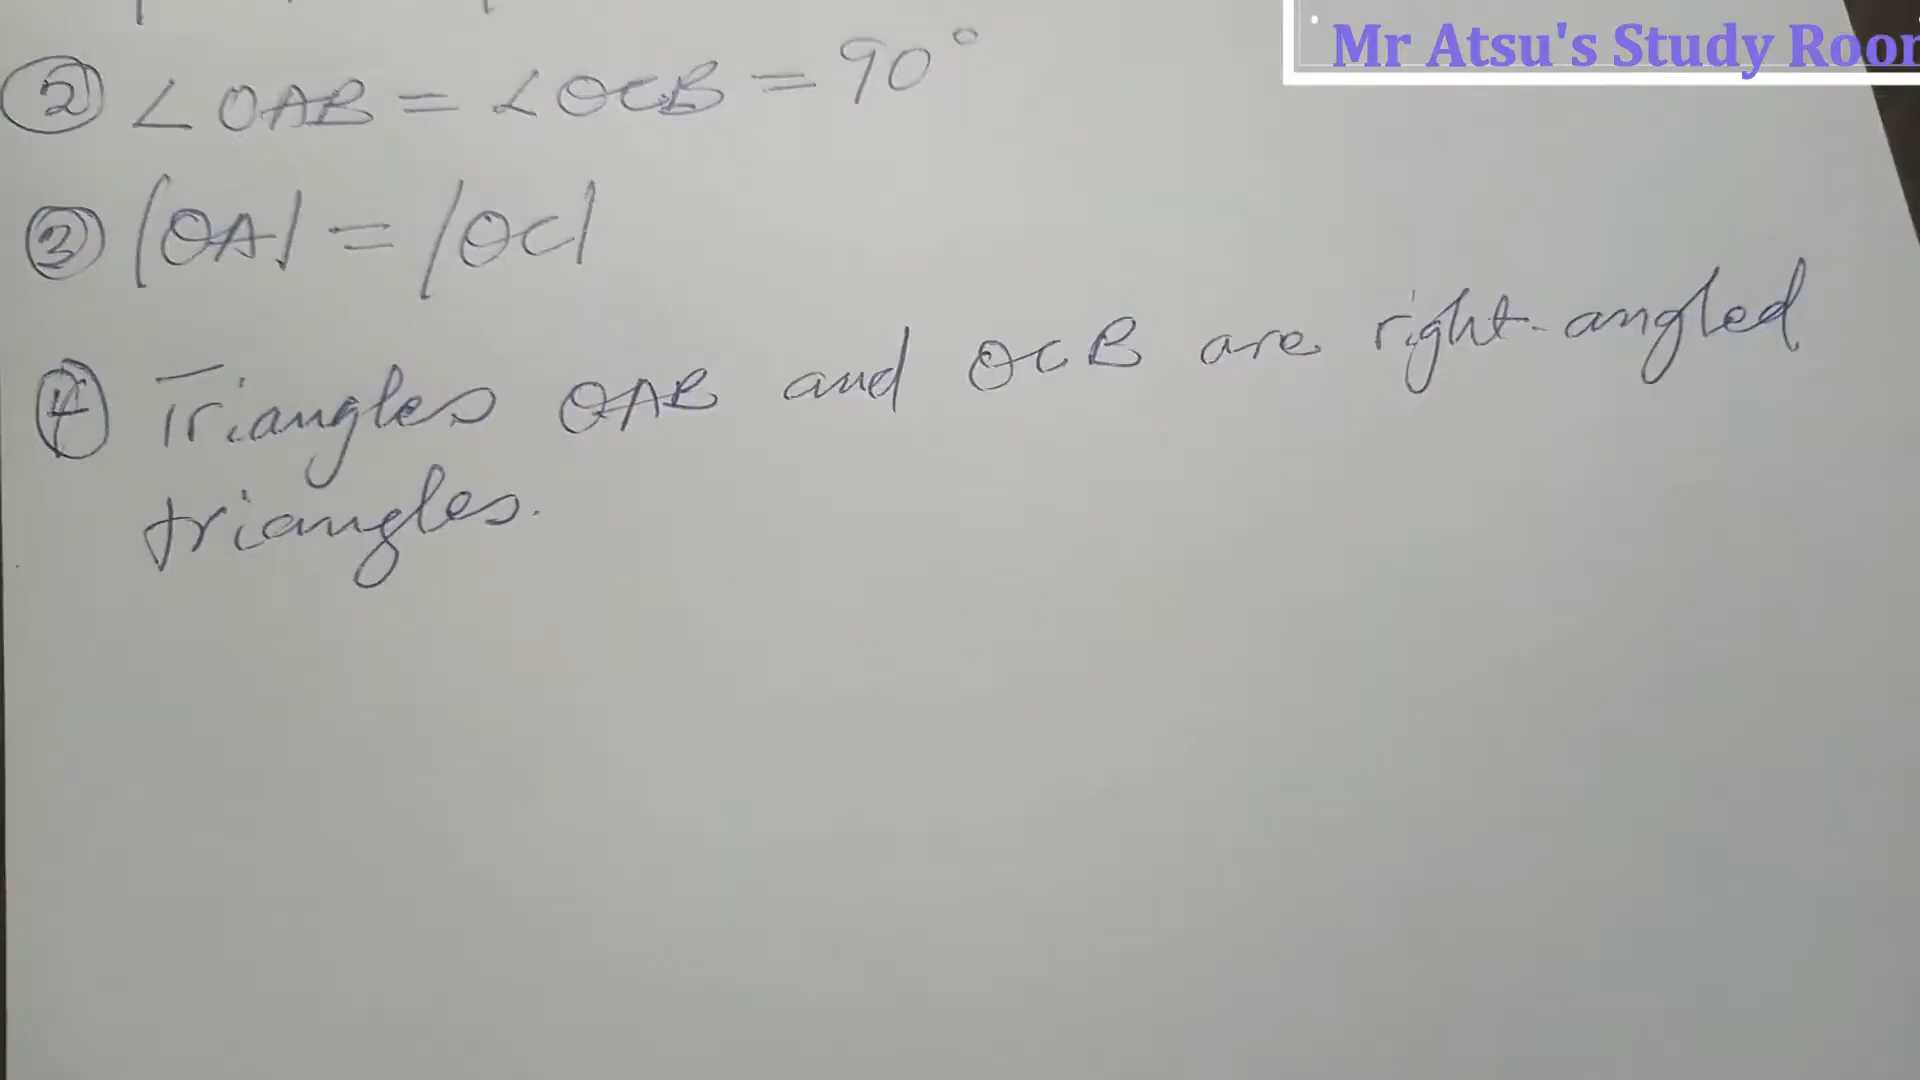 Mr Atsu's Study Roo
② ∠OAB = ∠OCB = 90°
③ |OA| = |OC|
④ Triangles OAB and OCB are right-angled
triangles.